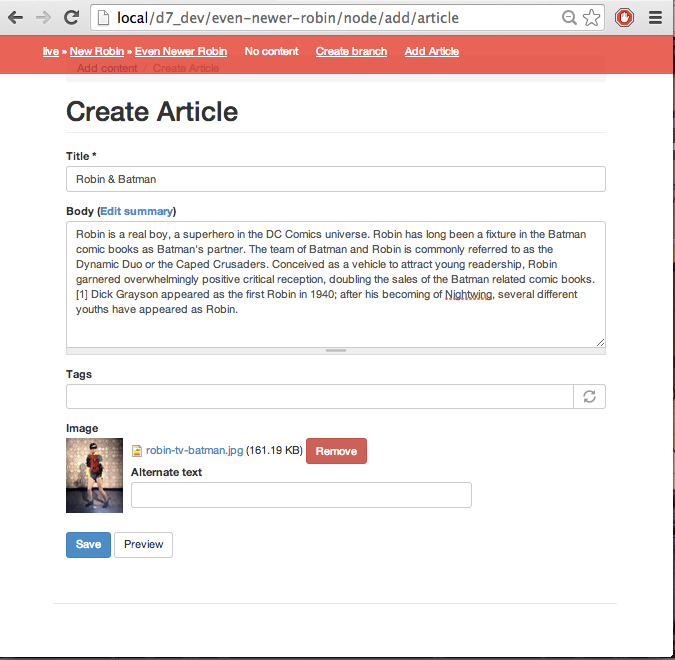 local/d7_dev/even-newer-robin/node/add/article
live » New Robin » Even Newer Robin No content Create branch Add Article
Add content / Create Article
Create Article
Title *
Robin & Batman
Body (Edit summary)
Robin is a real boy, a superhero in the DC Comics universe. Robin has long been a fixture in the Batman
comic books as Batman's partner. The team of Batman and Robin is commonly referred to as the
Dynamic Duo or the Caped Crusaders. Conceived as a vehicle to attract young readership, Robin
garnered overwhelmingly positive critical reception, doubling the sales of the Batman related comic books.
[1] Dick Grayson appeared as the first Robin in 1940; after his becoming of Nightwing, several different
youths have appeared as Robin.
Tags
Image
robin-tv-batman.jpg (161.19 KB) Remove
Alternate text
Save Preview